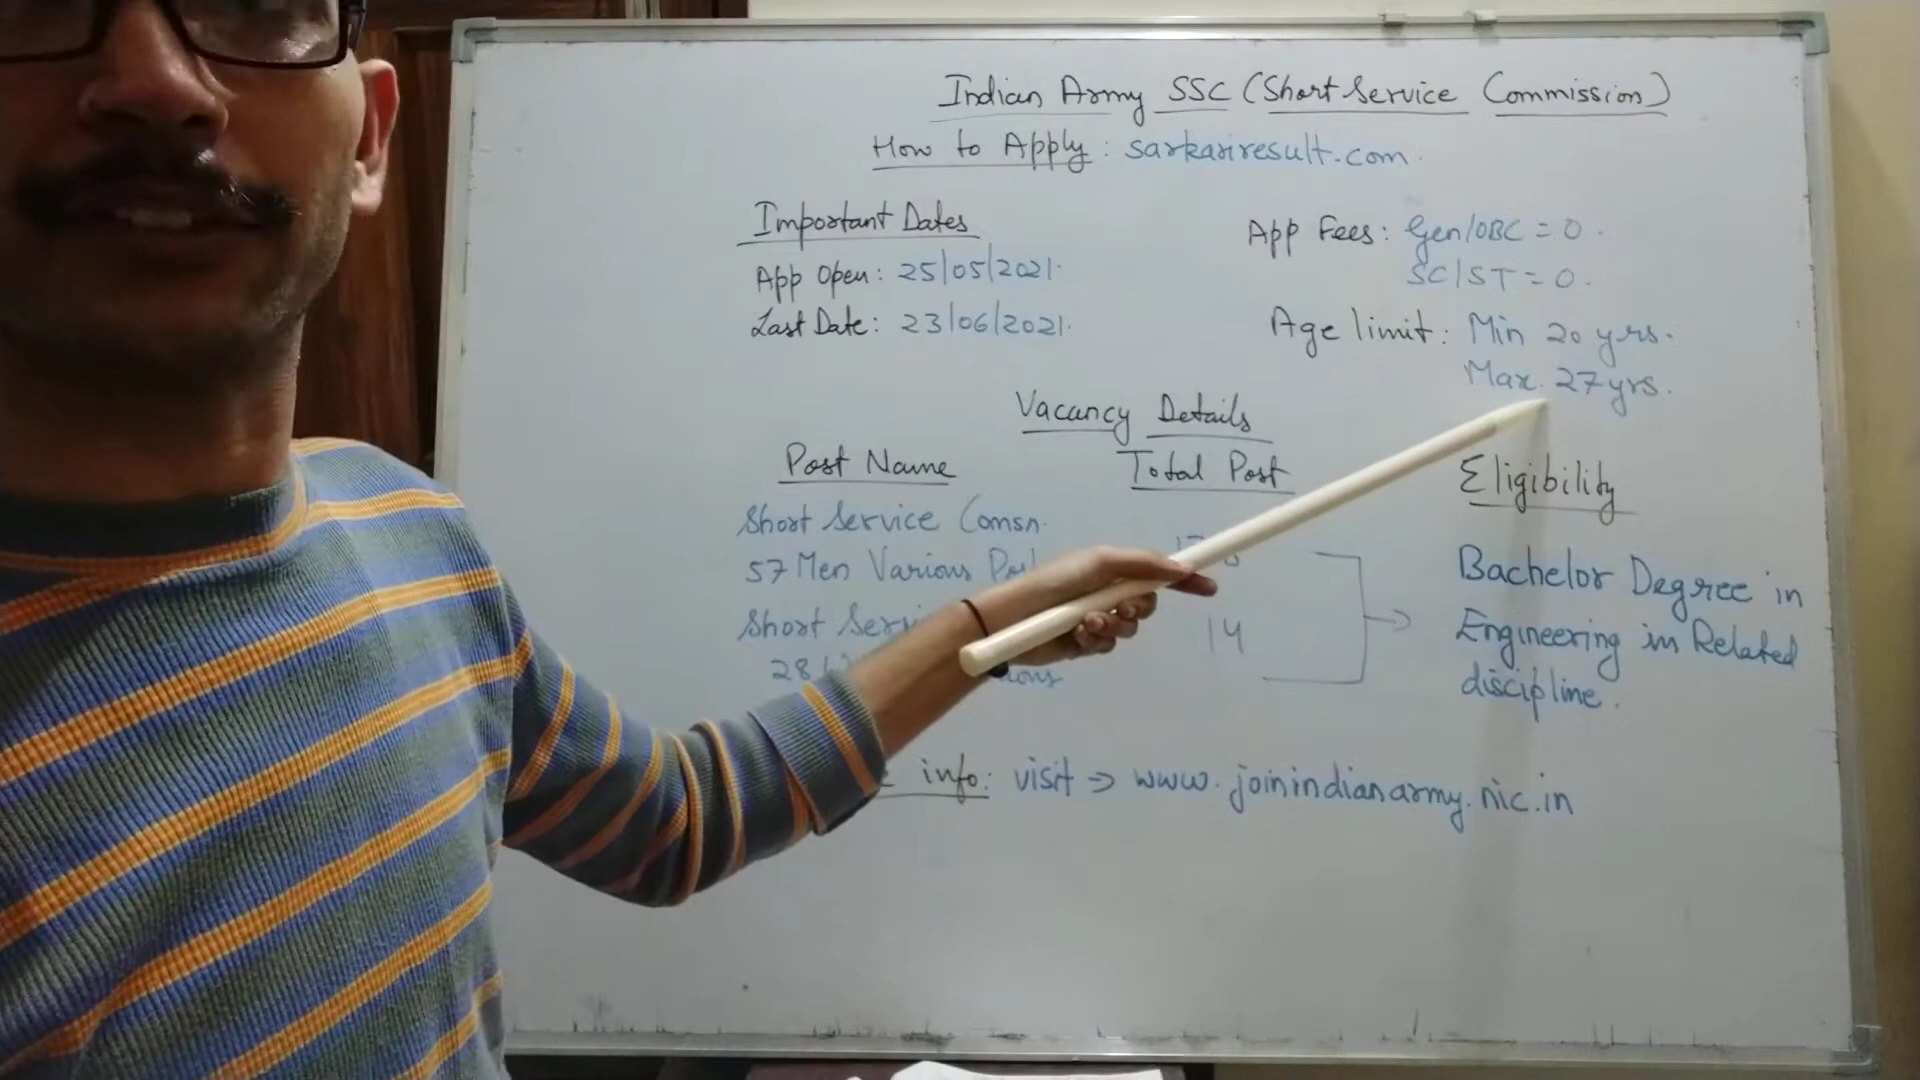 Indian Army SSC (Short Service Commission)
How to Apply : sarkariresult.com
Important Dates
App Open : 25/05/2021.
Last Date : 23/06/2021.
App Fees : Gen/OBC = 0 .
SC/ST = 0 .
Age limit : Min 20 yrs.
Max. 27 yrs.
Vacancy Details
Post Name
Total Post
Eligibility
Short Service Comsn.
57 Men Various
Short
28
14
Bachelor Degree in
Engineering in Related
discipline.
info: visit → www.joinindianarmy.nic.in